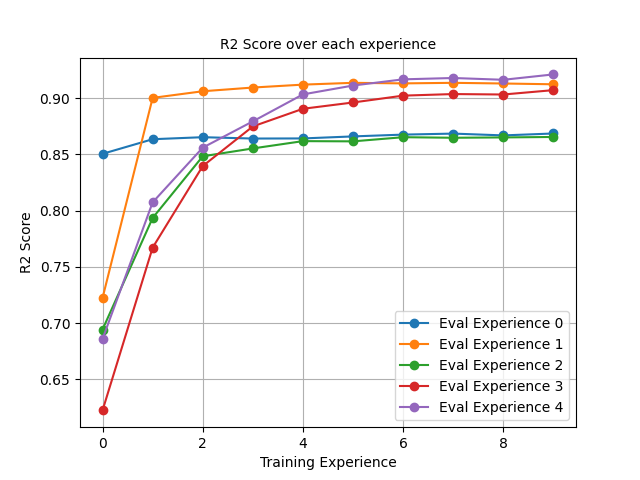 R2 Score over each experience
R2 Score
0.90
0.85
0.80
0.75
0.70
0.65
0 2 4 6 8
Training Experience
Eval Experience 0
Eval Experience 1
Eval Experience 2
Eval Experience 3
Eval Experience 4